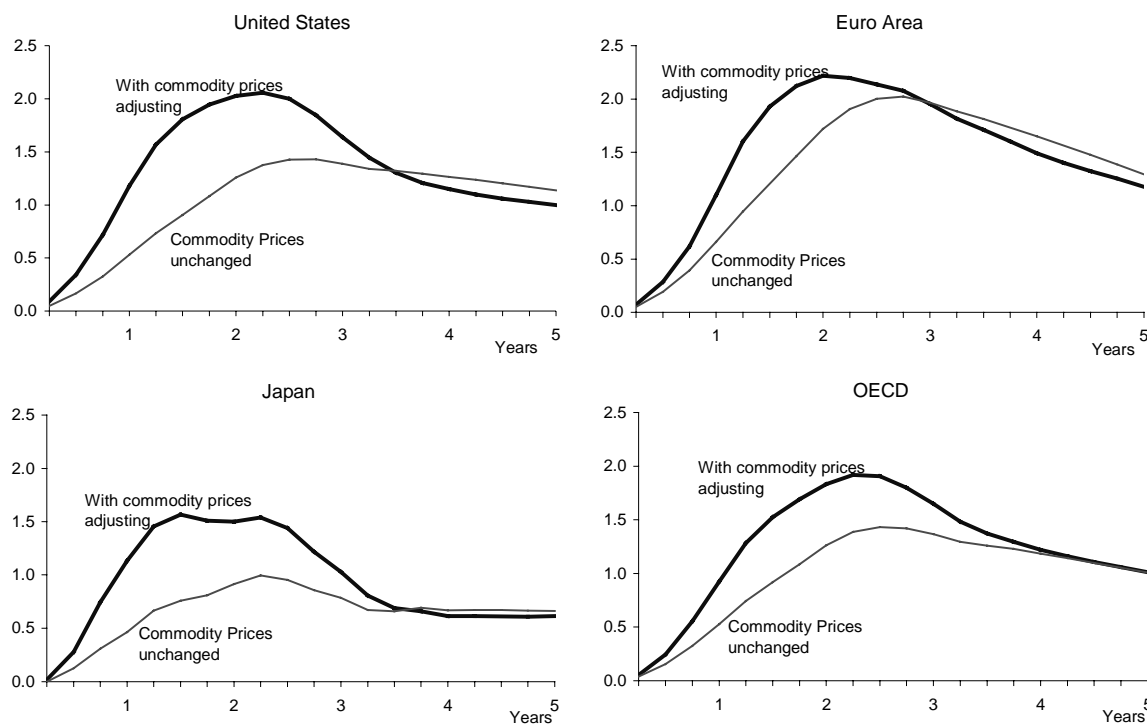 United States
2.5
2.0
1.5
1.0
0.5
0.0
With commodity prices
adjusting
Commodity Prices
unchanged
1 2 3 4 5
Years
Euro Area
2.5
2.0
1.5
1.0
0.5
0.0
With commodity prices
adjusting
Commodity Prices
unchanged
1 2 3 4 5
Years
Japan
2.5
2.0
1.5
1.0
0.5
0.0
With commodity prices
adjusting
Commodity Prices
unchanged
1 2 3 4 5
Years
OECD
2.5
2.0
1.5
1.0
0.5
0.0
With commodity prices
adjusting
Commodity Prices
unchanged
1 2 3 4 5
Years